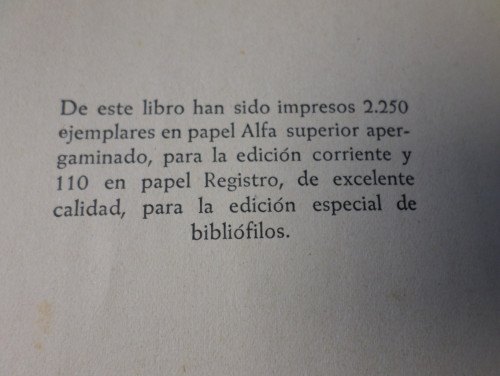 De este libro han sido impresos 2.250
ejemplares en papel Alfa superior aper-
gaminado, para la edición corriente y
110 en papel Registro, de excelente
calidad, para la edición especial de
bibliófilos.